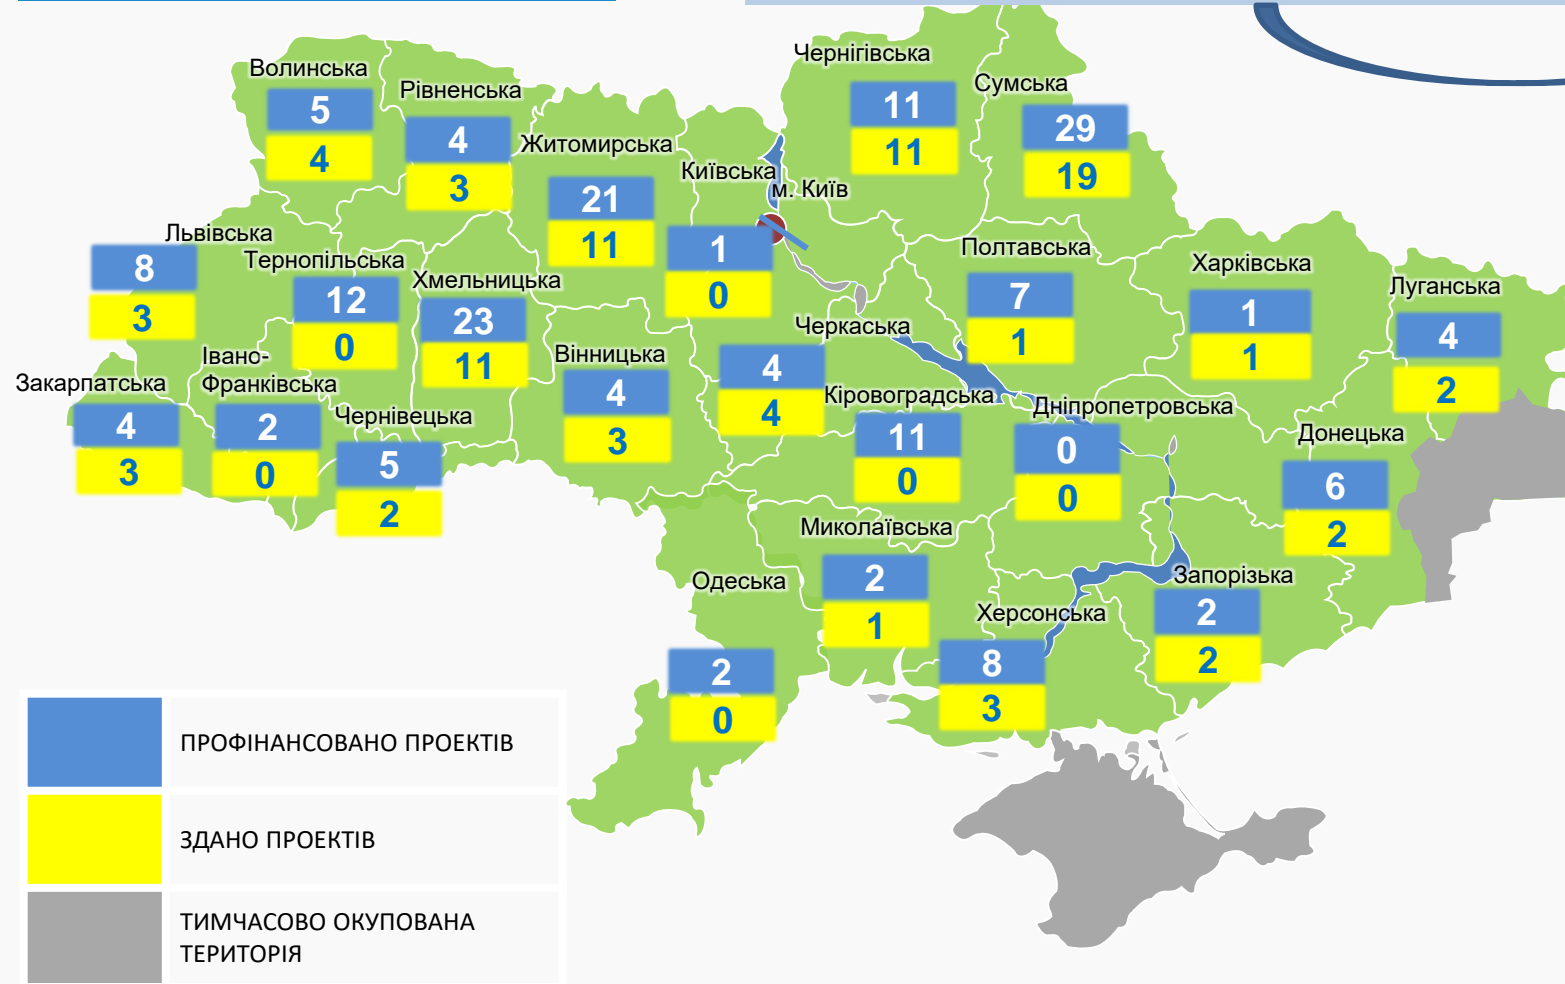 Волинська
5
4
Рівненська
4
3
Житомирська
21
11
Київська
м. Київ
1
0
Чернігівська
11
11
Сумська
29
19
Львівська
8
3
Тернопільська
12
0
Хмельницька
23
11
Вінницька
4
3
Черкаська
4
4
Полтавська
7
1
Харківська
1
1
Луганська
4
2
Закарпатська
4
3
Івано-
Франківська
2
0
Чернівецька
5
2
Кіровоградська
11
0
Дніпропетровська
0
0
Донецька
6
2
Одеська
2
0
Миколаївська
2
1
Херсонська
8
3
Запорізька
2
2
ПРОФІНАНСОВАНО ПРОЕКТІВ
ЗДАНО ПРОЕКТІВ
ТИМЧАСОВО ОКУПОВАНА
ТЕРИТОРІЯ